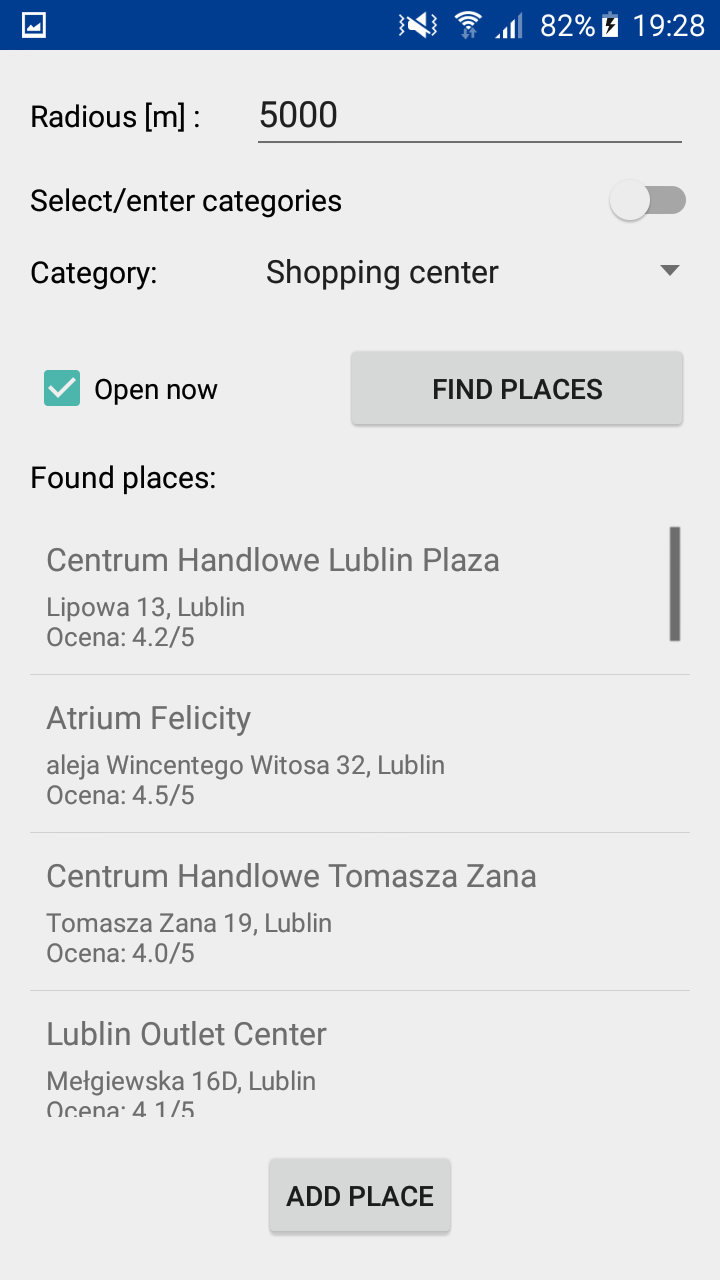 82% 19:28
Radious [m] : 5000
Select/enter categories
Category: Shopping center
Open now FIND PLACES
Found places:
Centrum Handlowe Lublin Plaza
Lipowa 13, Lublin
Ocena: 4.2/5
Atrium Felicity
aleja Wincentego Witosa 32, Lublin
Ocena: 4.5/5
Centrum Handlowe Tomasza Zana
Tomasza Zana 19, Lublin
Ocena: 4.0/5
Lublin Outlet Center
Mełgiewska 16D, Lublin
Ocena: 4.1/5
ADD PLACE